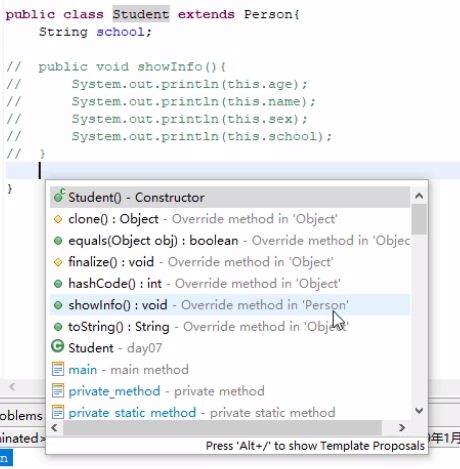 public class Student extends Person{
String school;
// public void showInfo(){
// System.out.println(this.age);
// System.out.println(this.name);
// System.out.println(this.sex);
// System.out.println(this.school);
// }
}
Student() - Constructor
clone() : Object - Override method in 'Object'
equals(Object obj) : boolean - Override method in 'Objec
finalize() : void - Override method in 'Object'
hashCode() : int - Override method in 'Object'
showInfo() : void - Override method in 'Person'
toString() : String - Override method in 'Object'
Student - day07
main - main method
private_method - private method
private_static_method - private static method
Press 'Alt+/' to show Template Proposals
oblems
minated>
9年1月
n